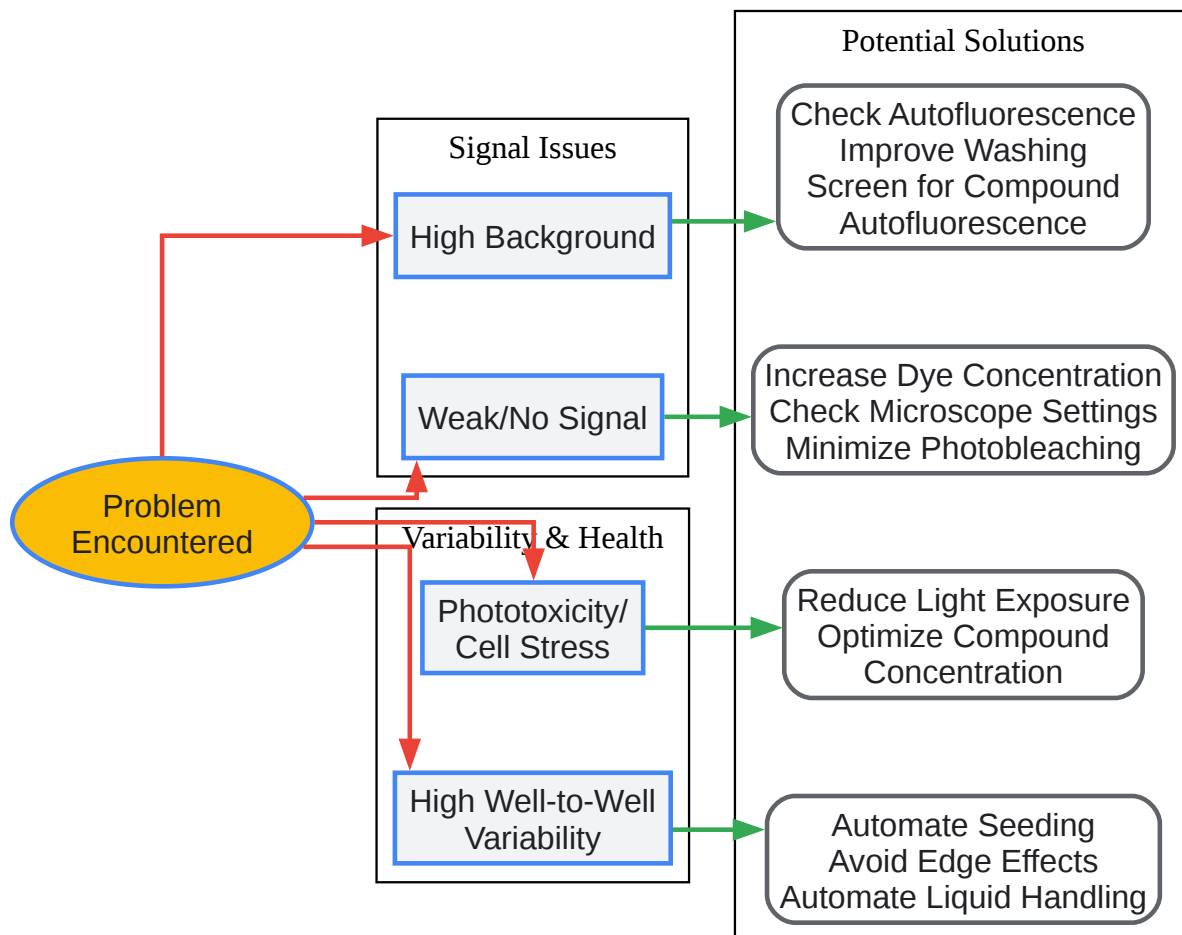 Potential Solutions
Check Autofluorescence
Improve Washing
Screen for Compound
Autofluorescence
Signal Issues
High Background
Increase Dye Concentration
Check Microscope Settings
Minimize Photobleaching
Weak/No Signal
Problem
Encountered
Variability & Health
Phototoxicity/
Cell Stress
Reduce Light Exposure
Optimize Compound
Concentration
High Well-to-Well
Variability
Automate Seeding
Avoid Edge Effects
Automate Liquid Handling